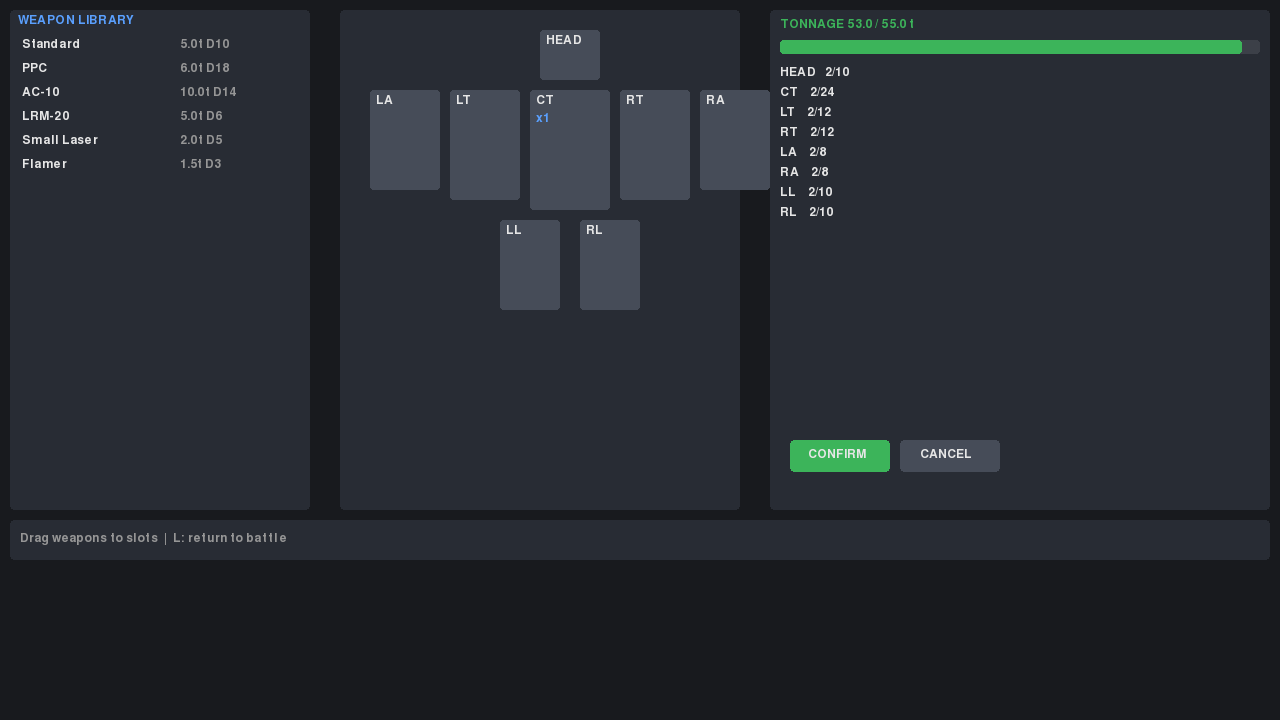 WEAPON LIBRARY
Standard 5.0t D10
PPC 6.0t D18
AC-10 10.0t D14
LRM-20 5.0t D6
Small Laser 2.0t D5
Flamer 1.5t D3
HEAD
LA LT CT RT RA
x1
LL RL
TONNAGE 53.0 / 55.0 t
HEAD 2/10
CT 2/24
LT 2/12
RT 2/12
LA 2/8
RA 2/8
LL 2/10
RL 2/10
CONFIRM CANCEL
Drag weapons to slots | L: return to battle